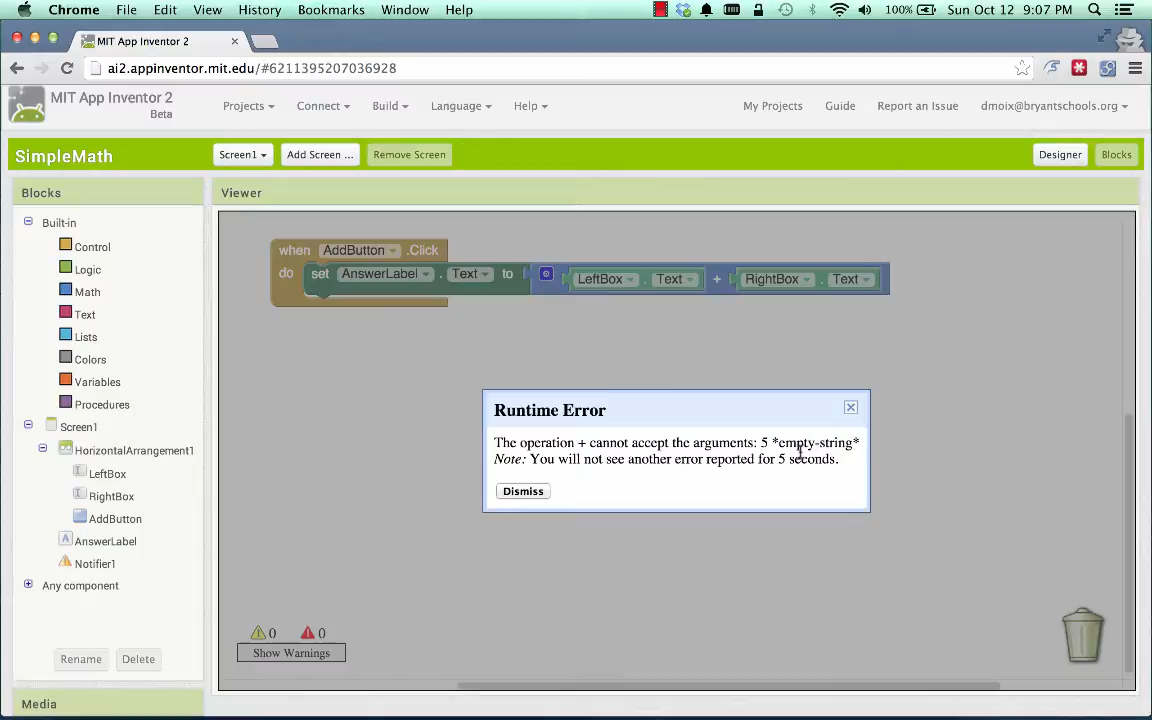 Chrome File Edit View History Bookmarks Window Help 100% Sun Oct 12 9:07 PM
MIT App Inventor 2
ai2.appinventor.mit.edu/#6211395207036928
MIT App Inventor 2
Beta
Projects Connect Build Language Help My Projects Guide Report an Issue dmoix@bryantschools.org
SimpleMath Screen1 Add Screen ... Remove Screen Designer Blocks
Blocks Viewer
Built-in
Control
Logic
Math
Text
Lists
Colors
Variables
Procedures
Screen1
HorizontalArrangement1
LeftBox
RightBox
AddButton
AnswerLabel
Notifier1
Any component
Rename Delete
Media
when AddButton .Click
do set AnswerLabel . Text to LeftBox . Text + RightBox . Text
Runtime Error
The operation + cannot accept the arguments: 5 *empty-string*
Note: You will not see another error reported for 5 seconds.
Dismiss
0 0
Show Warnings